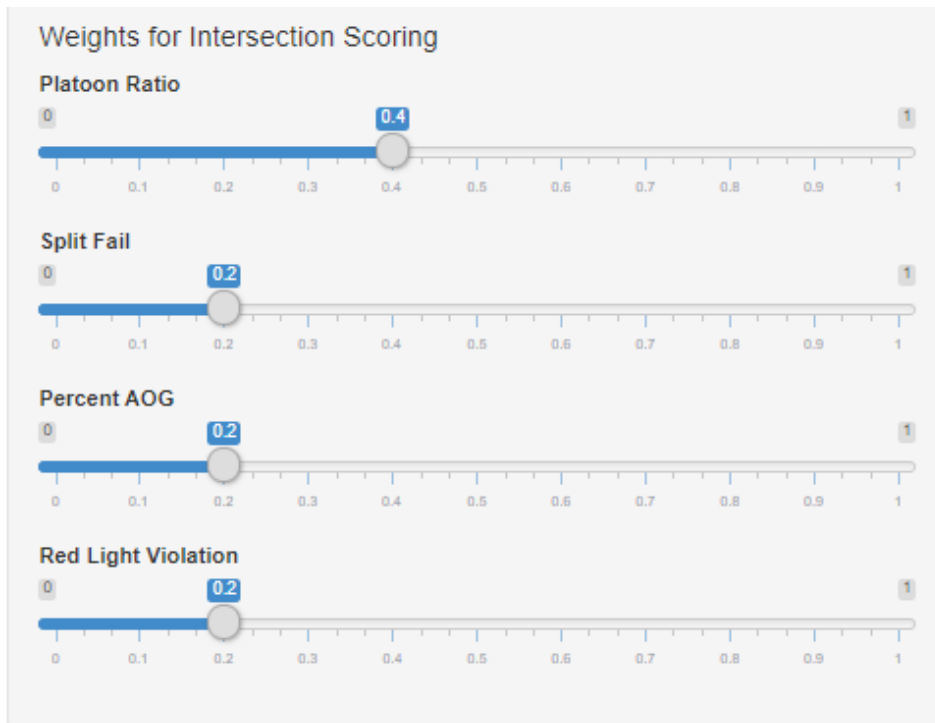 Weights for Intersection Scoring
Platoon Ratio
0 0.4 1
0 0.1 0.2 0.3 0.4 0.5 0.6 0.7 0.8 0.9 1
Split Fail
0 0.2 1
0 0.1 0.2 0.3 0.4 0.5 0.6 0.7 0.8 0.9 1
Percent AOG
0 0.2 1
0 0.1 0.2 0.3 0.4 0.5 0.6 0.7 0.8 0.9 1
Red Light Violation
0 0.2 1
0 0.1 0.2 0.3 0.4 0.5 0.6 0.7 0.8 0.9 1